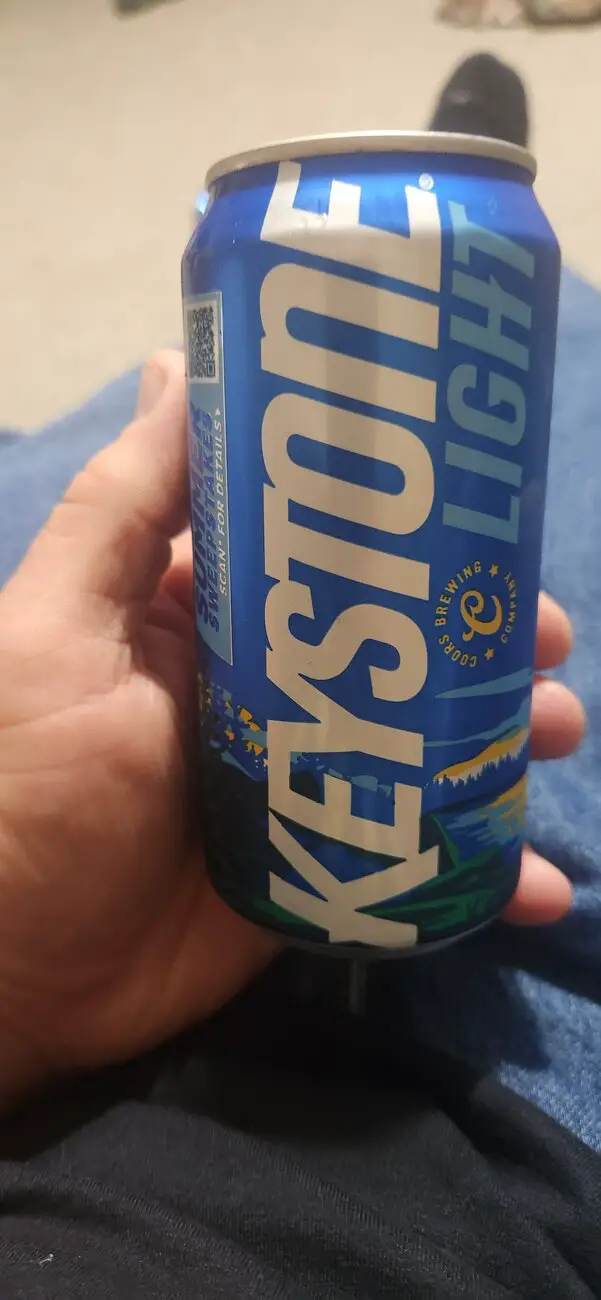 KEYSTONE
LIGHT
COORS BREWING COMPANY
SUMMER
SWEEPSTAKES
SCAN* FOR DETAILS